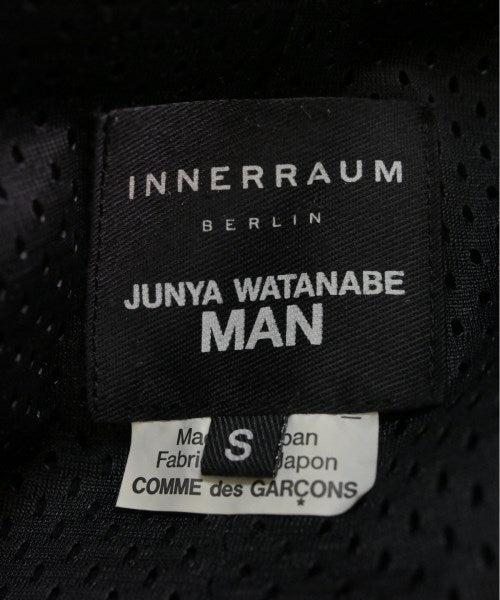 INNERRAUM
BERLIN
JUNYA WATANABE
MAN
S
Japon
COMME des GARÇONS